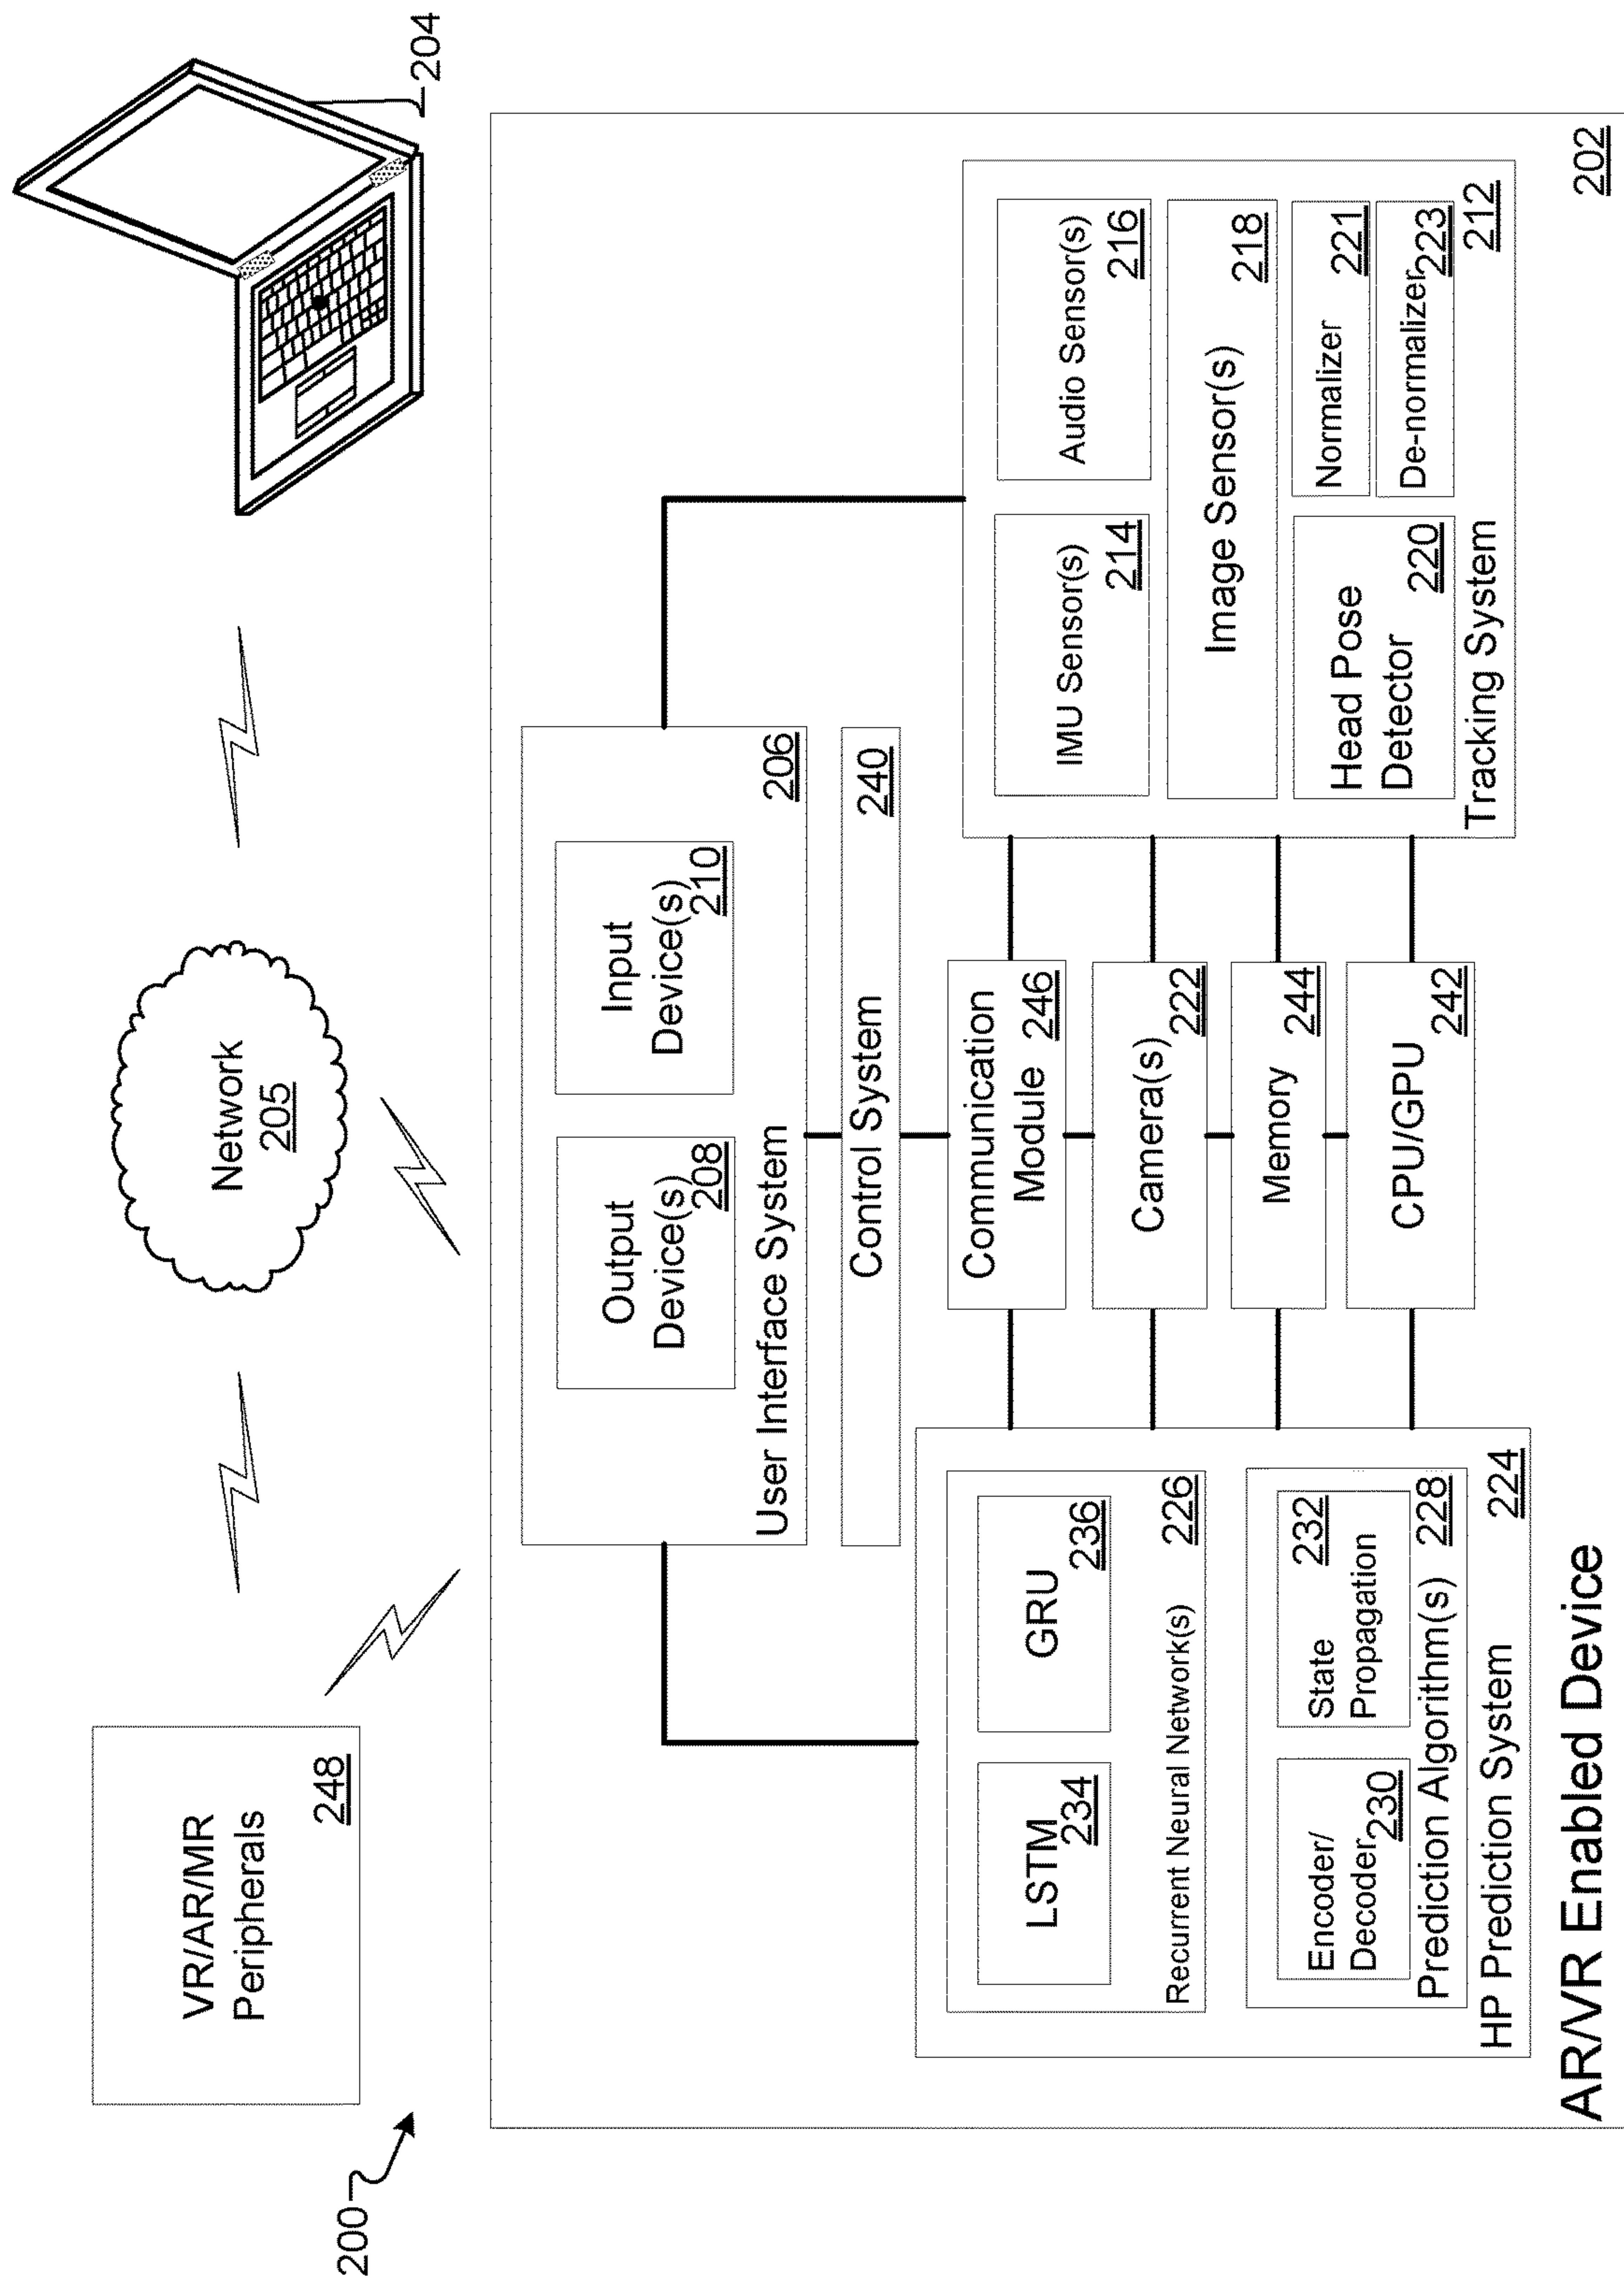 200
VR/AR/MR
Peripherals
248
Network
205
204
Output
Device(s)
208
Input
Device(s)
210
User Interface System
206
Control System
240
LSTM
234
GRU
236
Recurrent Neural Network(s)
226
Encoder/
Decoder
230
State
Propagation
232
Prediction Algorithm(s)
228
HP Prediction System
224
Communication
Module
246
Camera(s)
222
Memory
244
CPU/GPU
242
IMU Sensor(s)
214
Audio Sensor(s)
216
Image Sensor(s)
218
Head Pose
Detector
220
Normalizer
221
De-normalizer
223
Tracking System
212
AR/VR Enabled Device
202